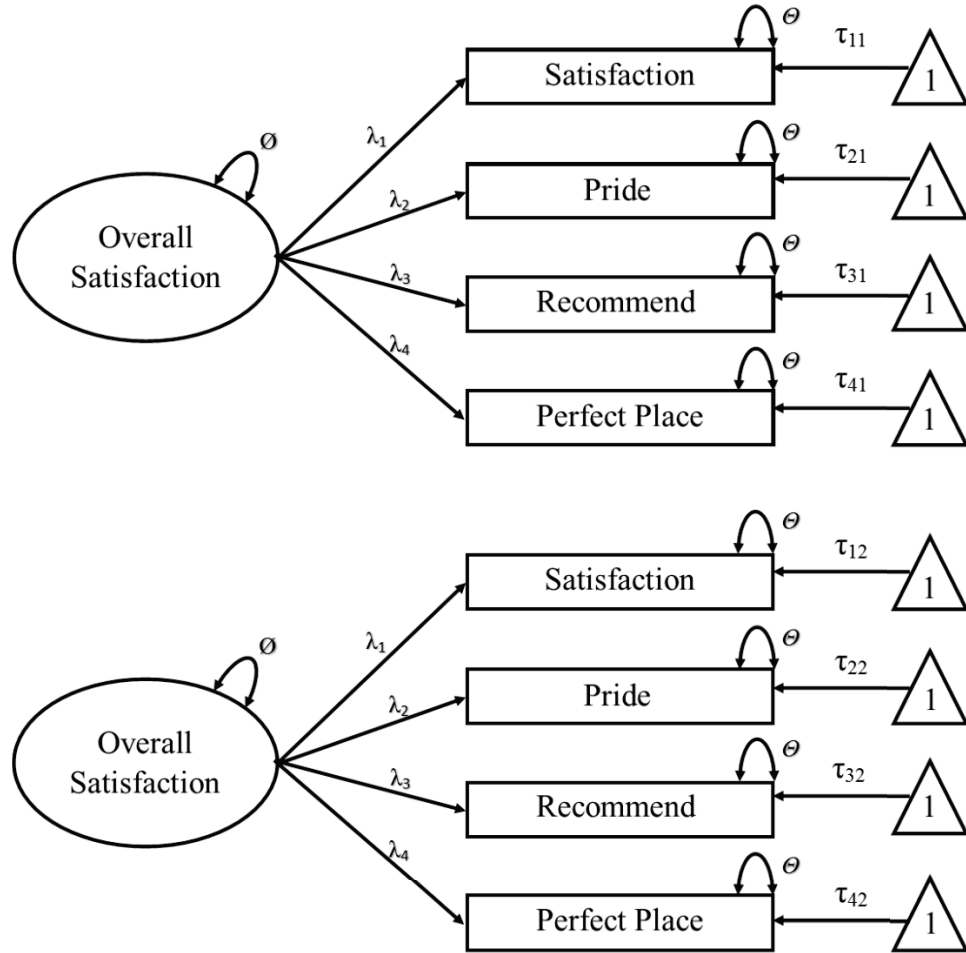 Θ
τ₁₁
1
Satisfaction
λ₁
Ø
Θ
τ₂₁
1
Pride
λ₂
Overall
Satisfaction
Θ
τ₃₁
1
λ₃
Recommend
λ₄
Θ
τ₄₁
1
Perfect Place
Θ
τ₁₂
1
Satisfaction
λ₁
Ø
Θ
τ₂₂
1
Pride
λ₂
Overall
Satisfaction
Θ
τ₃₂
1
λ₃
Recommend
λ₄
Θ
τ₄₂
1
Perfect Place